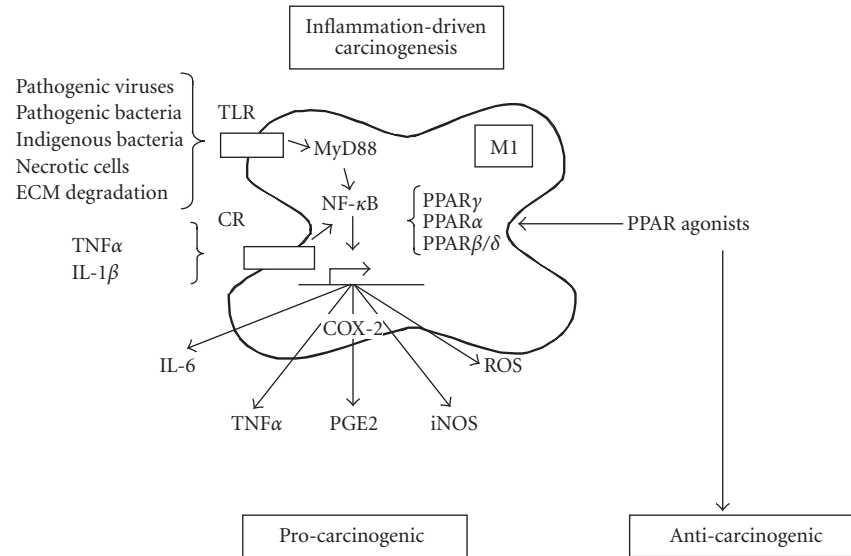 Inflammation-driven
carcinogenesis
Pathogenic viruses
Pathogenic bacteria
Indigenous bacteria
Necrotic cells
ECM degradation
TLR
MyD88
M1
NF-κB
PPARγ
PPARα
PPARβ/δ
PPAR agonists
CR
TNFα
IL-1β
COX-2
IL-6
ROS
TNFα
PGE2
iNOS
Pro-carcinogenic
Anti-carcinogenic